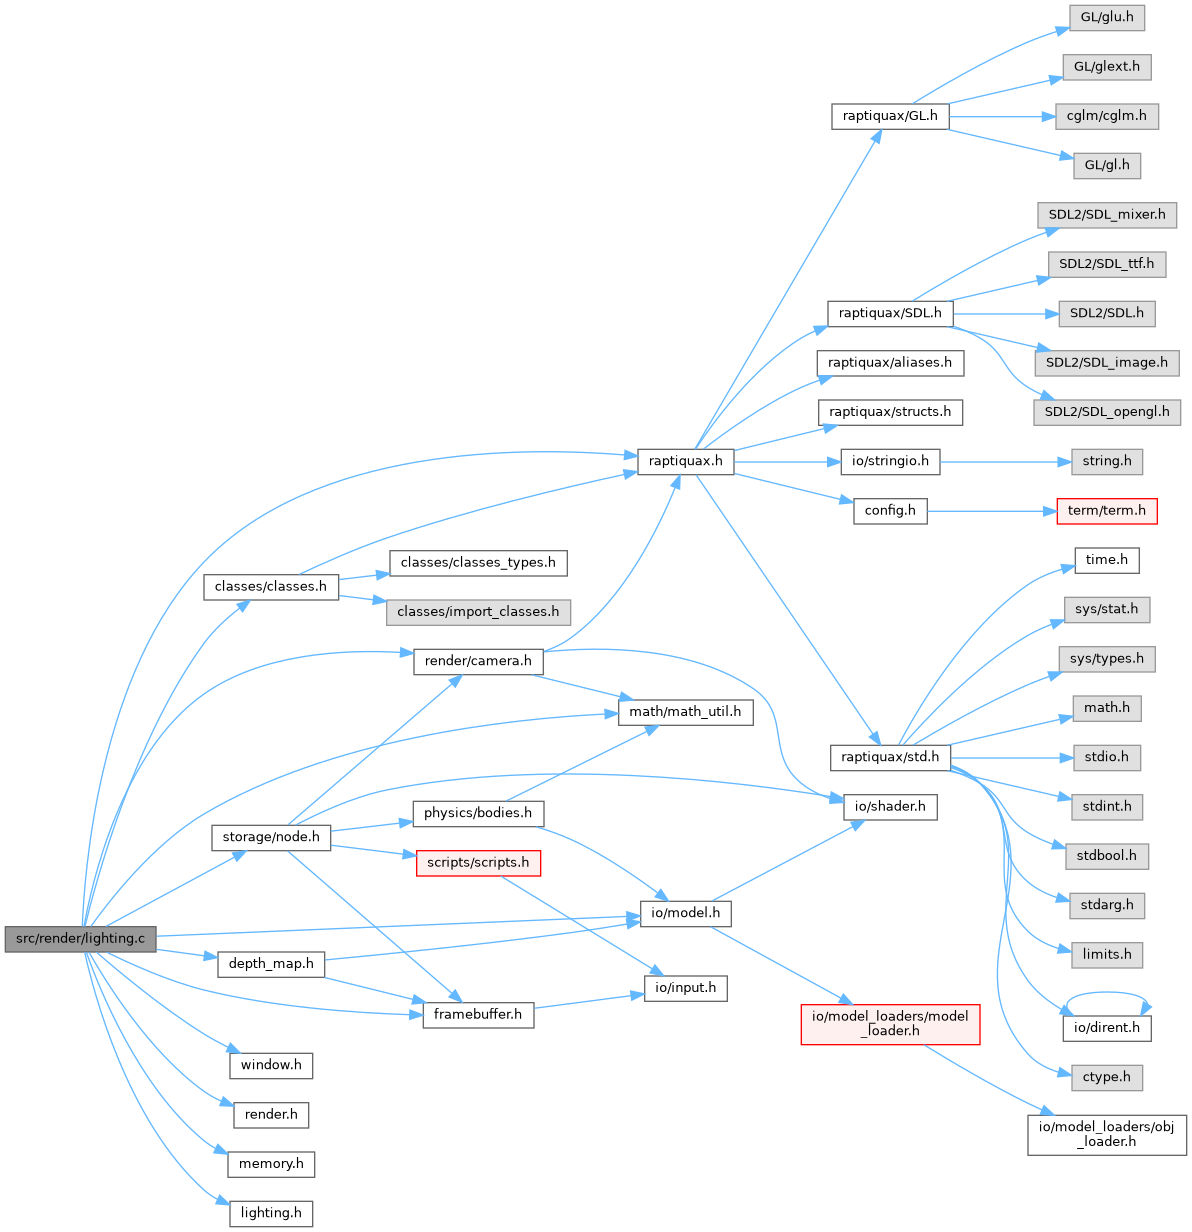 GL/glu.h
GL/glext.h
raptiquax/GL.h
cglm/cglm.h
GL/gl.h
SDL2/SDL_mixer.h
SDL2/SDL_ttf.h
raptiquax/SDL.h
SDL2/SDL.h
raptiquax/aliases.h
SDL2/SDL_image.h
raptiquax/structs.h
SDL2/SDL_opengl.h
raptiquax.h
io/stringio.h
string.h
config.h
term/term.h
classes/classes_types.h
time.h
classes/classes.h
classes/import_classes.h
sys/stat.h
render/camera.h
sys/types.h
math/math_util.h
math.h
raptiquax/std.h
stdio.h
physics/bodies.h
io/shader.h
stdint.h
storage/node.h
scripts/scripts.h
stdbool.h
io/model.h
stdarg.h
src/render/lighting.c
depth_map.h
limits.h
io/input.h
framebuffer.h
io/model_loaders/model
_loader.h
io/dirent.h
window.h
ctype.h
render.h
io/model_loaders/obj
_loader.h
memory.h
lighting.h